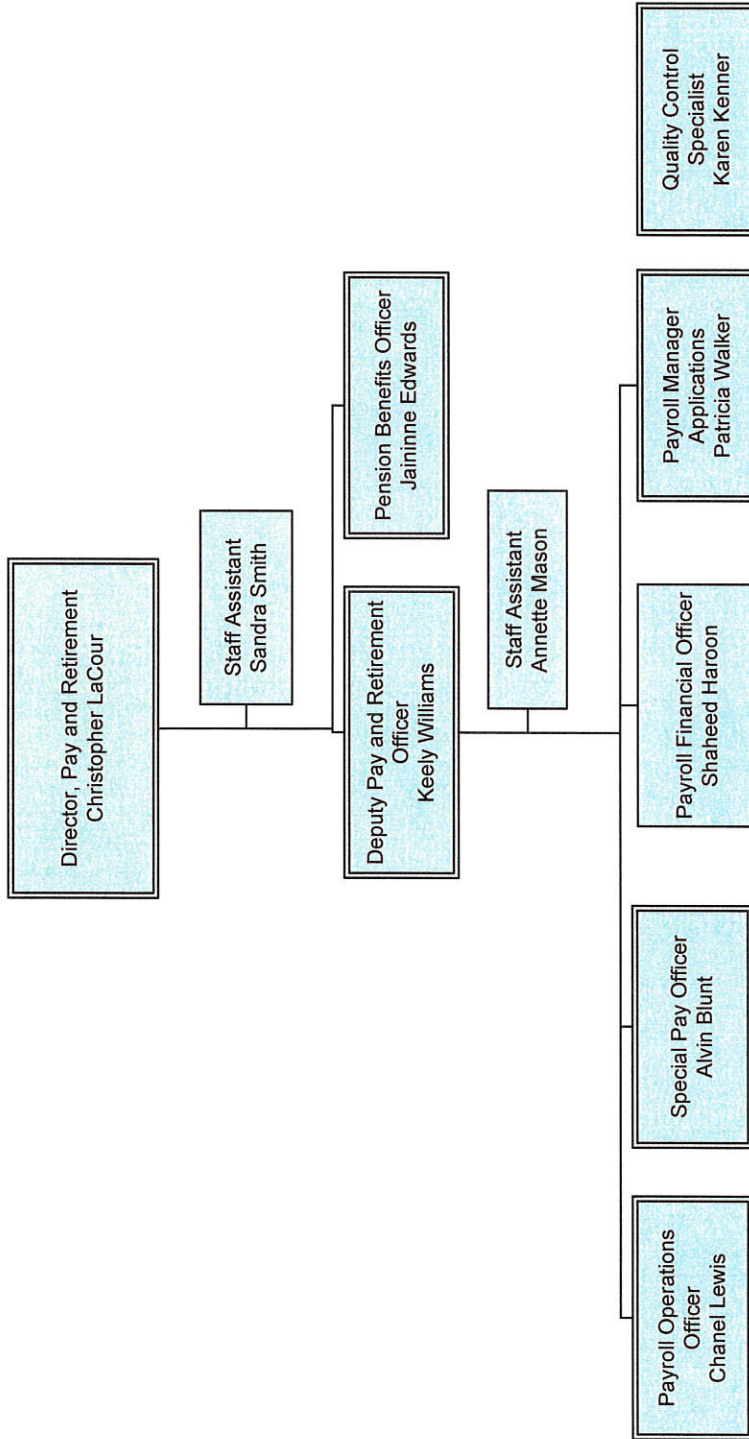 Director, Pay and Retirement
Christopher LaCour
Staff Assistant
Sandra Smith
Deputy Pay and Retirement
Officer
Keely Williams
Pension Benefits Officer
Jaininne Edwards
Staff Assistant
Annette Mason
Payroll Operations
Officer
Chanel Lewis
Special Pay Officer
Alvin Blunt
Payroll Financial Officer
Shaheed Haroon
Payroll Manager
Applications
Patricia Walker
Quality Control
Specialist
Karen Kenner